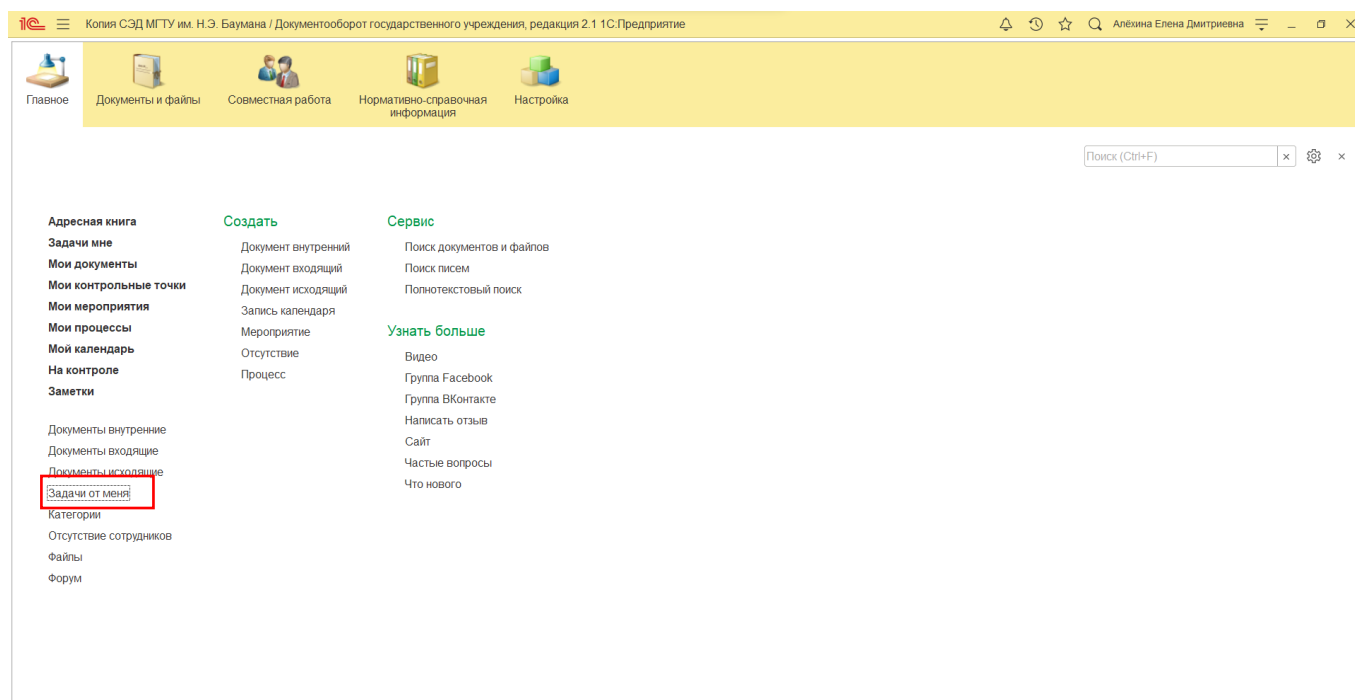 1С Копия СЭД МГТУ им. Н.Э. Баумана / Документооборот государственного учреждения, редакция 2.1 1С:Предприятие Алёхина Елена Дмитриевна
Главное
Документы и файлы
Совместная работа
Нормативно-справочная
информация
Настройка
Поиск (Ctrl+F)
Адресная книга
Задачи мне
Мои документы
Мои контрольные точки
Мои мероприятия
Мои процессы
Мой календарь
На контроле
Заметки
Документы внутренние
Документы входящие
Документы исходящие
Задачи от меня
Категории
Отсутствие сотрудников
Файлы
Форум
Создать
Документ внутренний
Документ входящий
Документ исходящий
Запись календаря
Мероприятие
Отсутствие
Процесс
Сервис
Поиск документов и файлов
Поиск писем
Полнотекстовый поиск
Узнать больше
Видео
Группа Facebook
Группа ВКонтакте
Написать отзыв
Сайт
Частые вопросы
Что нового